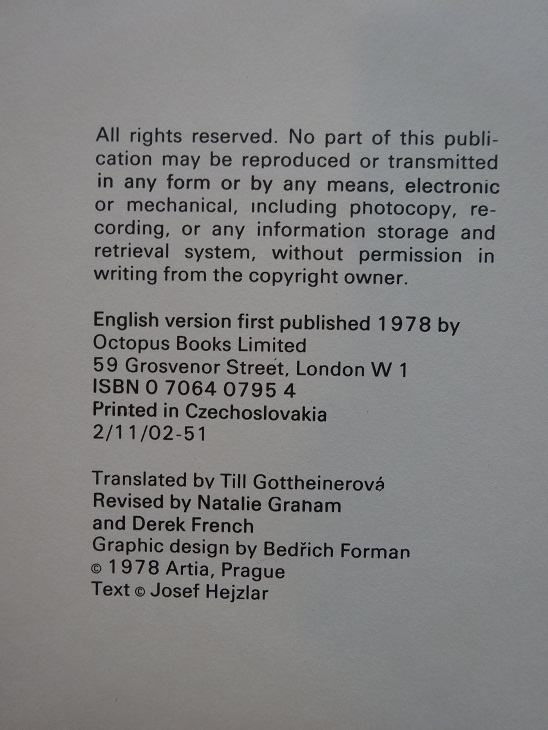 All rights reserved. No part of this publi-
cation may be reproduced or transmitted
in any form or by any means, electronic
or mechanical, including photocopy, re-
cording, or any information storage and
retrieval system, without permission in
writing from the copyright owner.
English version first published 1978 by
Octopus Books Limited
59 Grosvenor Street, London W 1
ISBN 0 7064 0795 4
Printed in Czechoslovakia
2/11/02-51
Translated by Till Gottheinerová
Revised by Natalie Graham
and Derek French
Graphic design by Bedřich Forman
© 1978 Artia, Prague
Text © Josef Hejzlar